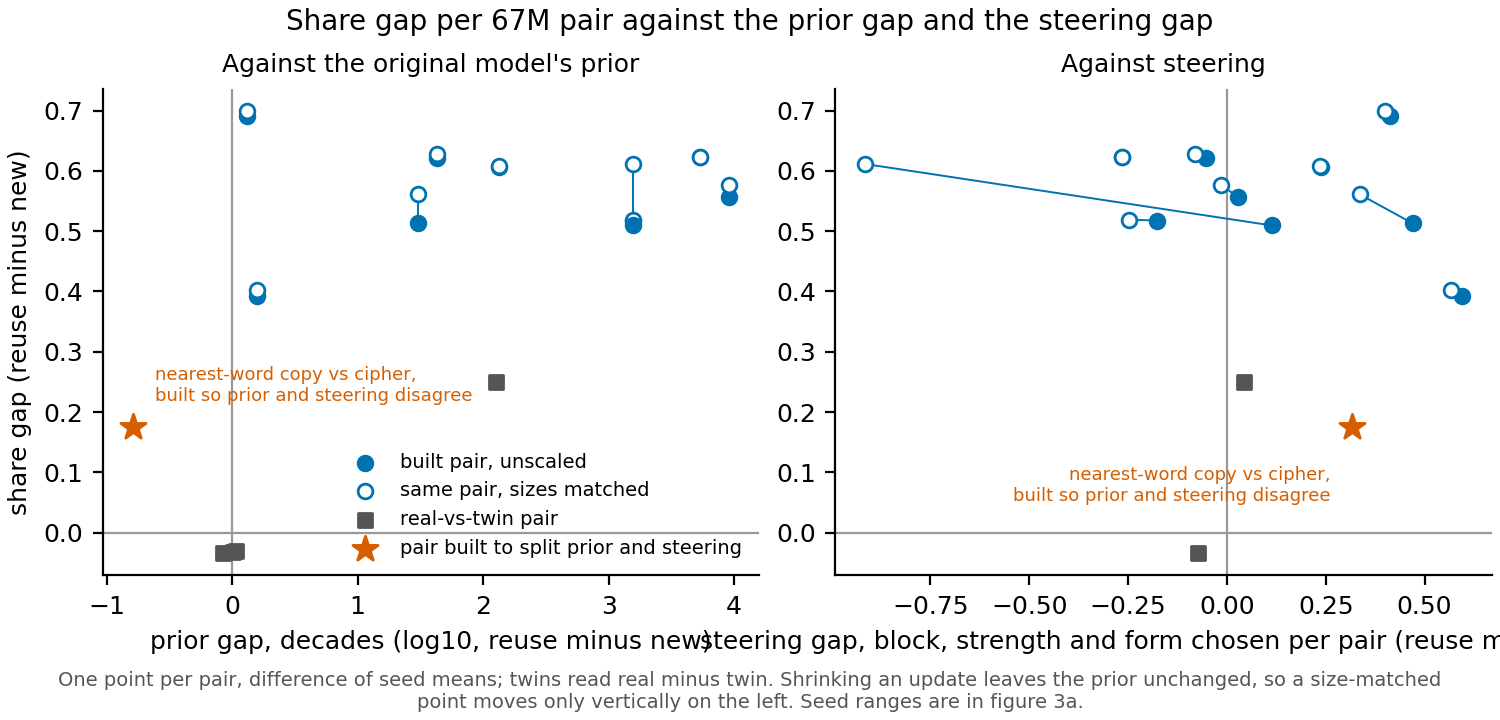 Share gap per 67M pair against the prior gap and the steering gap
Against the original model's prior
share gap (reuse minus new)
0.7
0.6
0.5
0.4
0.3
0.2
0.1
0.0
nearest-word copy vs cipher,
built so prior and steering disagree
built pair, unscaled
same pair, sizes matched
real-vs-twin pair
pair built to split prior and steering
−1
0
1
2
3
4
prior gap, decades (log10, reuse minus new)
Against steering
0.7
0.6
0.5
0.4
0.3
0.2
0.1
0.0
nearest-word copy vs cipher,
built so prior and steering disagree
−0.75
−0.50
−0.25
0.00
0.25
0.50
steering gap, block, strength and form chosen per pair (reuse m
One point per pair, difference of seed means; twins read real minus twin. Shrinking an update leaves the prior unchanged, so a size-matched
point moves only vertically on the left. Seed ranges are in figure 3a.